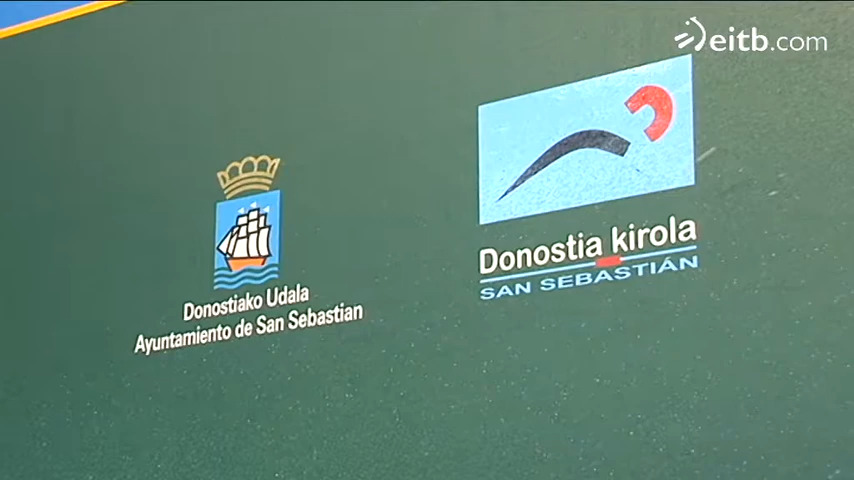 eitb.com
Donostiako Udala
Ayuntamiento de San Sebastian
Donostia kirola
SAN SEBASTIÁN